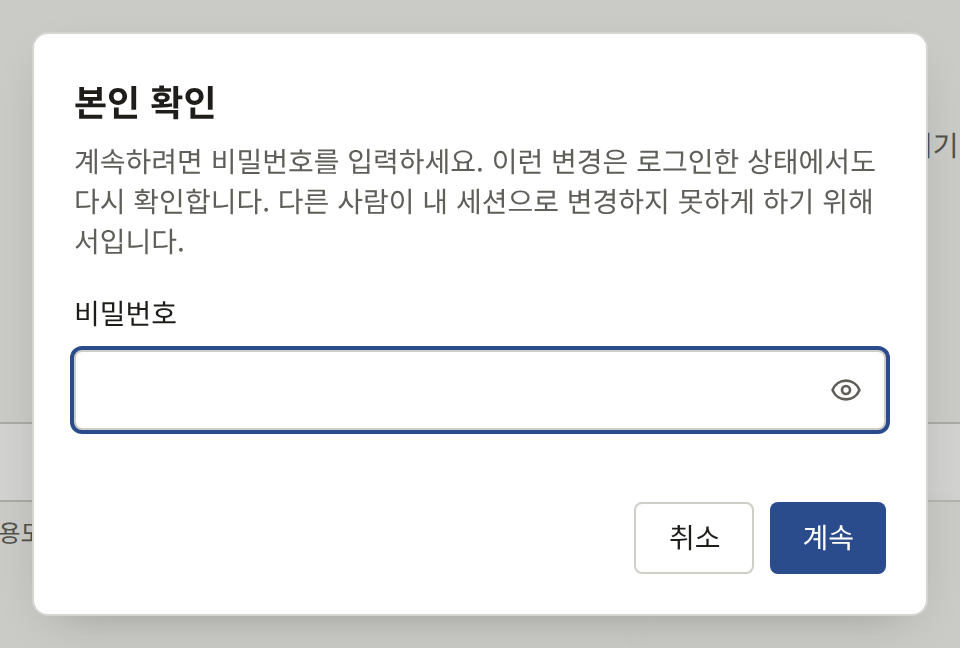 본인 확인
계속하려면 비밀번호를 입력하세요. 이런 변경은 로그인한 상태에서도
다시 확인합니다. 다른 사람이 내 세션으로 변경하지 못하게 하기 위해
서입니다.
비밀번호
취소
계속